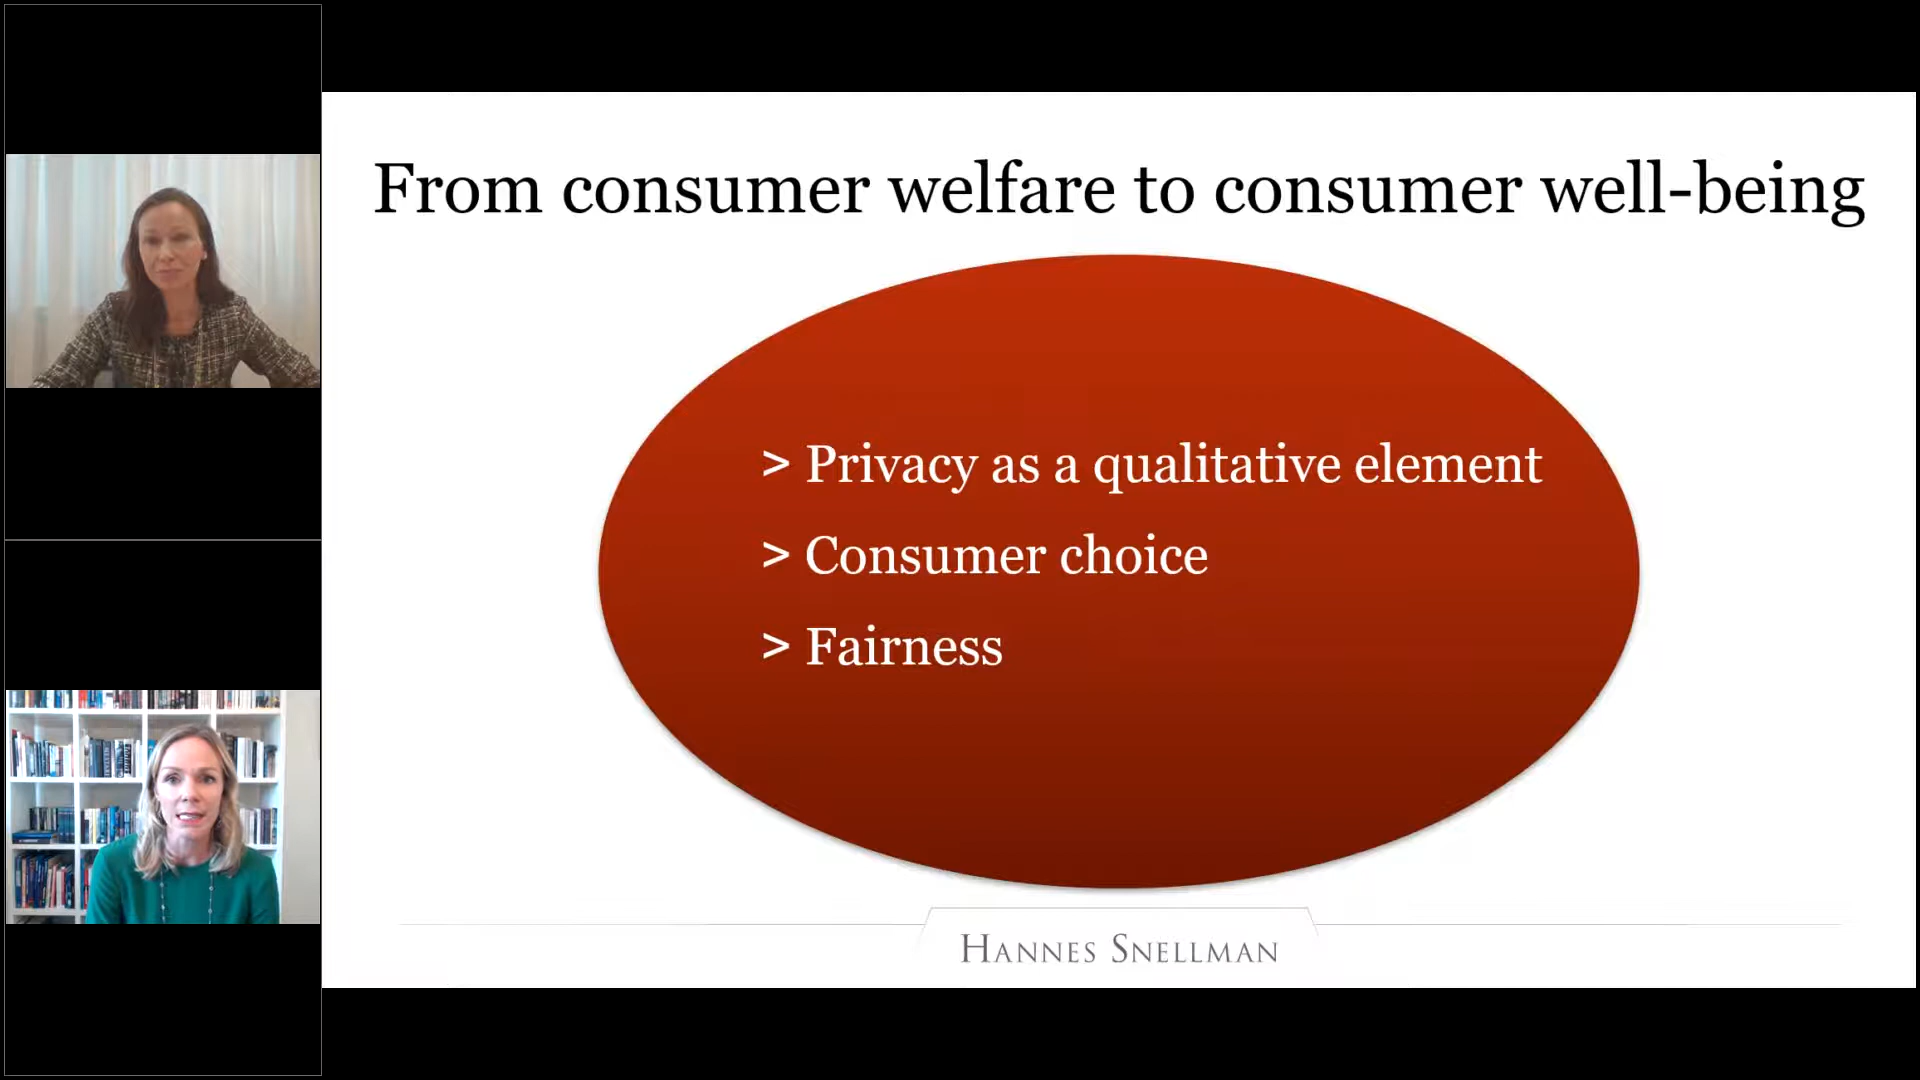 From consumer welfare to consumer well-being
> Privacy as a qualitative element
> Consumer choice
> Fairness
HANNES SNELLMAN